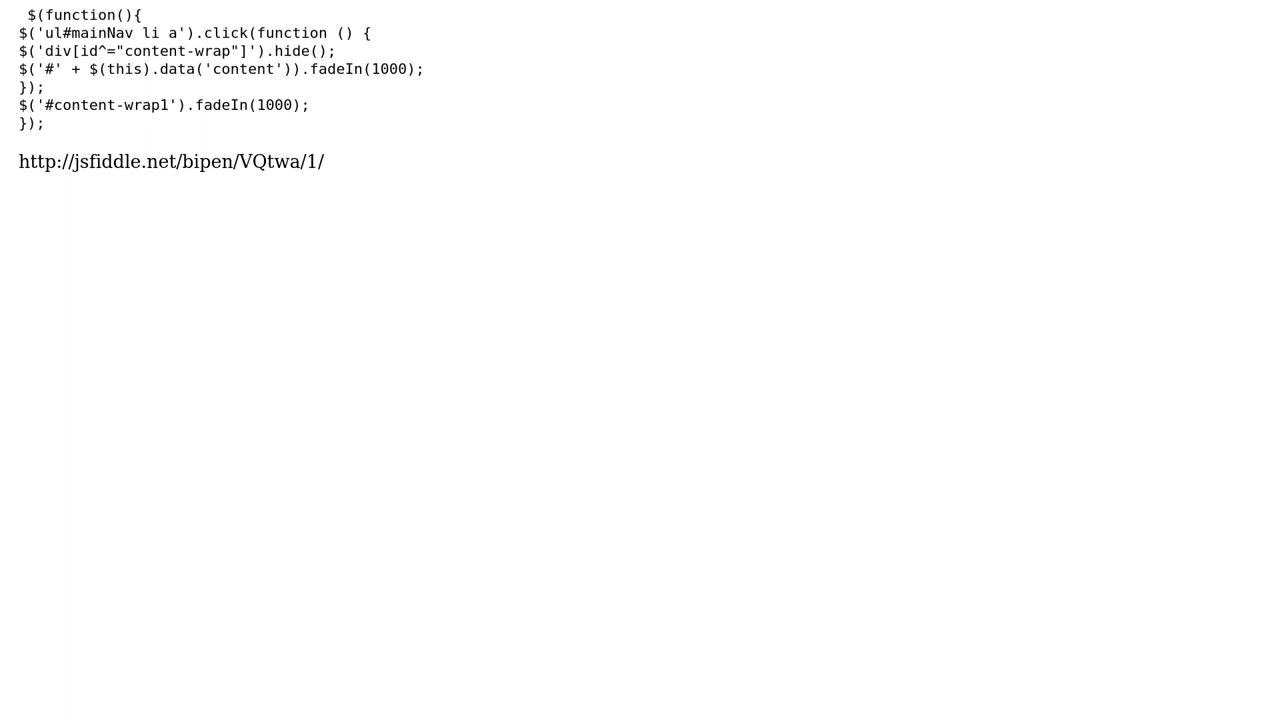 $(function(){
$('ul#mainNav li a').click(function () {
$('div[id^="content-wrap"]').hide();
$('#' + $(this).data('content')).fadeIn(1000);
});
$('#content-wrap1').fadeIn(1000);
});
http://jsfiddle.net/bipen/VQtwa/1/